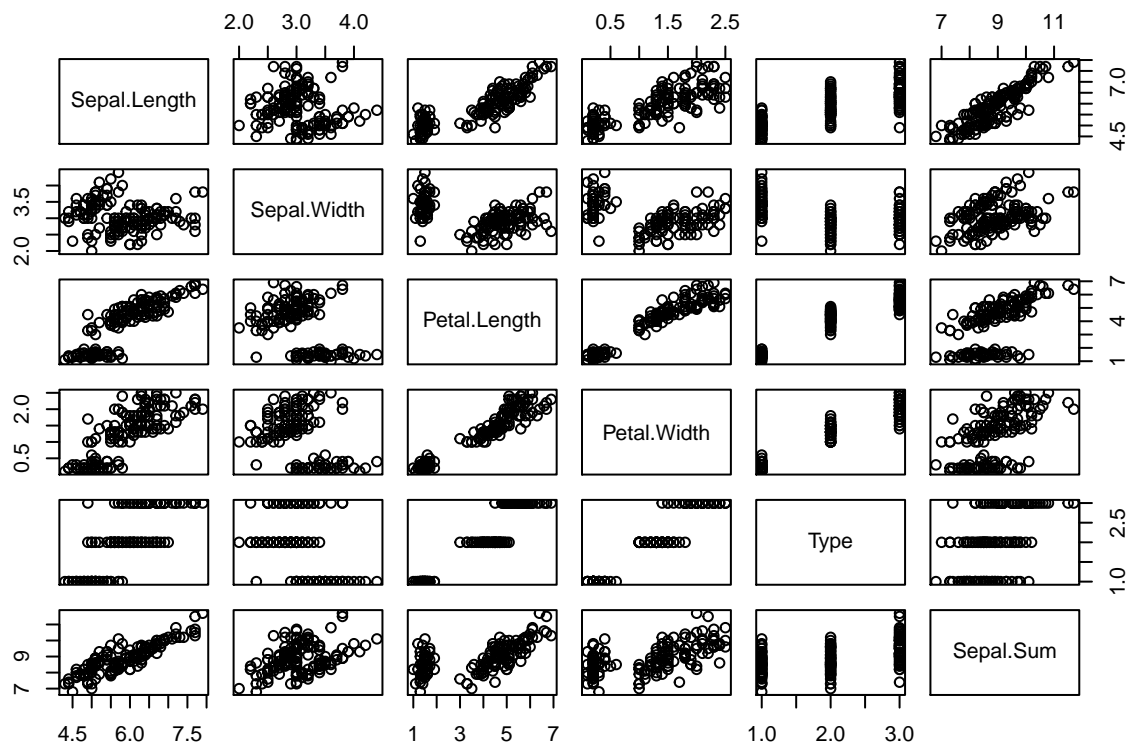 2.0 3.0 4.0 0.5 1.5 2.5 7 9 11
Sepal.Length 4.5 7.0
2.0 3.5 Sepal.Width
Petal.Length 1 4 7
0.5 2.0 Petal.Width
Type 1.0 2.5
7 9 Sepal.Sum
4.5 6.0 7.5 1 3 5 7 1.0 2.0 3.0